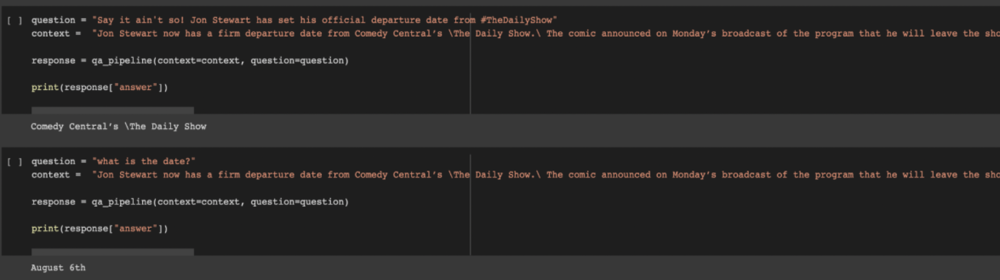 [ ] question = "Say it ain't so! Jon Stewart has set his official departure date from #TheDailyShow"
context =  "Jon Stewart now has a firm departure date from Comedy Central’s \The Daily Show.\ The comic announced on Monday’s broadcast of the program that he will leave the sho
response = qa_pipeline(context=context, question=question)
print(response["answer"])
Comedy Central’s \The Daily Show
[ ] question = "what is the date?"
context =  "Jon Stewart now has a firm departure date from Comedy Central’s \The Daily Show.\ The comic announced on Monday’s broadcast of the program that he will leave the sho
response = qa_pipeline(context=context, question=question)
print(response["answer"])
August 6th